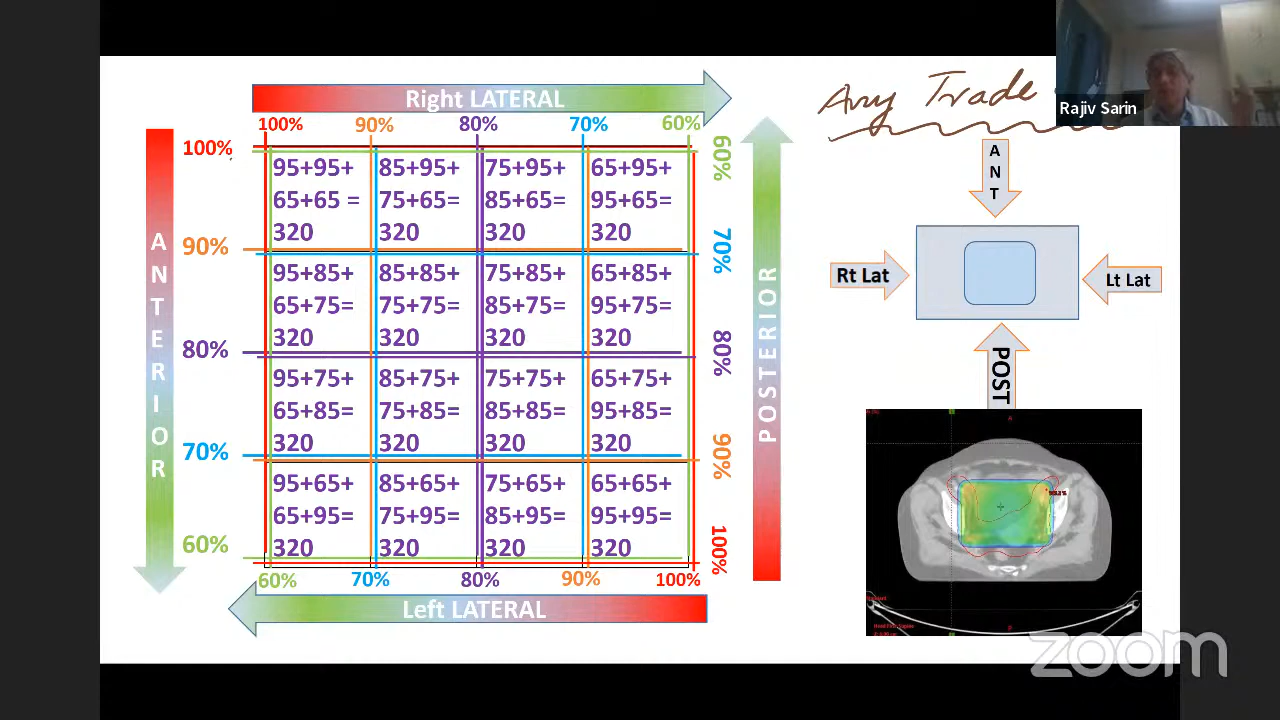 Right LATERAL
100% 90% 80% 70% 60%
Any Trade
Rajiv Sarin
ANTERIOR
100%
90%
80%
70%
60%
95+95+ 85+95+ 75+95+ 65+95+
65+65 = 75+65= 85+65= 95+65=
320 320 320 320
95+85+ 85+85+ 75+85+ 65+85+
65+75= 75+75= 85+75= 95+75=
320 320 320 320
95+75+ 85+75+ 75+75+ 65+75+
65+85= 75+85= 85+85= 95+85=
320 320 320 320
95+65+ 85+65+ 75+65+ 65+65+
65+95= 75+95= 85+95= 95+95=
320 320 320 320
60%
70%
80%
90%
100%
POSTERIOR
60% 70% 80% 90% 100%
Left LATERAL
ANT
Rt Lat
Lt Lat
POST
zoom